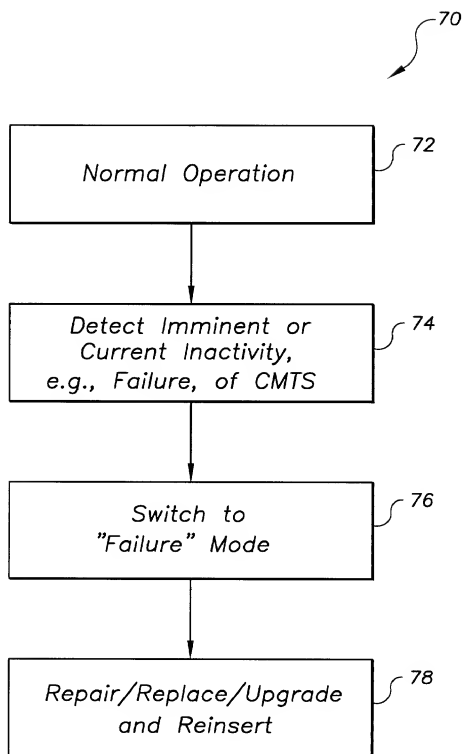 70
Normal Operation
72
Detect Imminent or
Current Inactivity,
e.g., Failure, of CMTS
74
Switch to
"Failure" Mode
76
Repair/Replace/Upgrade
and Reinsert
78